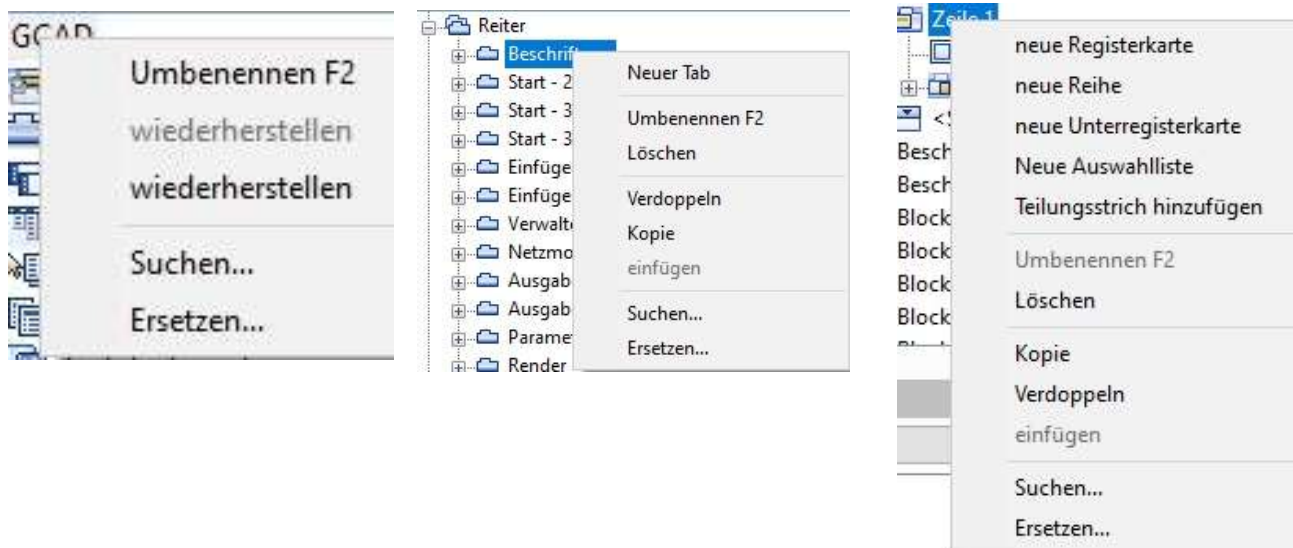 GCAD
Umbenennen F2
wiederherstellen
wiederherstellen
Suchen...
Ersetzen...
Reiter
Beschrift
Start - 2
Start - 3
Start - 3
Einfüge
Einfüge
Verwalt
Netzmo
Ausgab
Ausgab
Parame
Render
Neuer Tab
Umbenennen F2
Löschen
Verdoppeln
Kopie
einfügen
Suchen...
Ersetzen...
Zeile 1
Besch
Besch
Block
Block
Block
Block
neue Registerkarte
neue Reihe
neue Unterregisterkarte
Neue Auswahlliste
Teilungsstrich hinzufügen
Umbenennen F2
Löschen
Kopie
Verdoppeln
einfügen
Suchen...
Ersetzen...